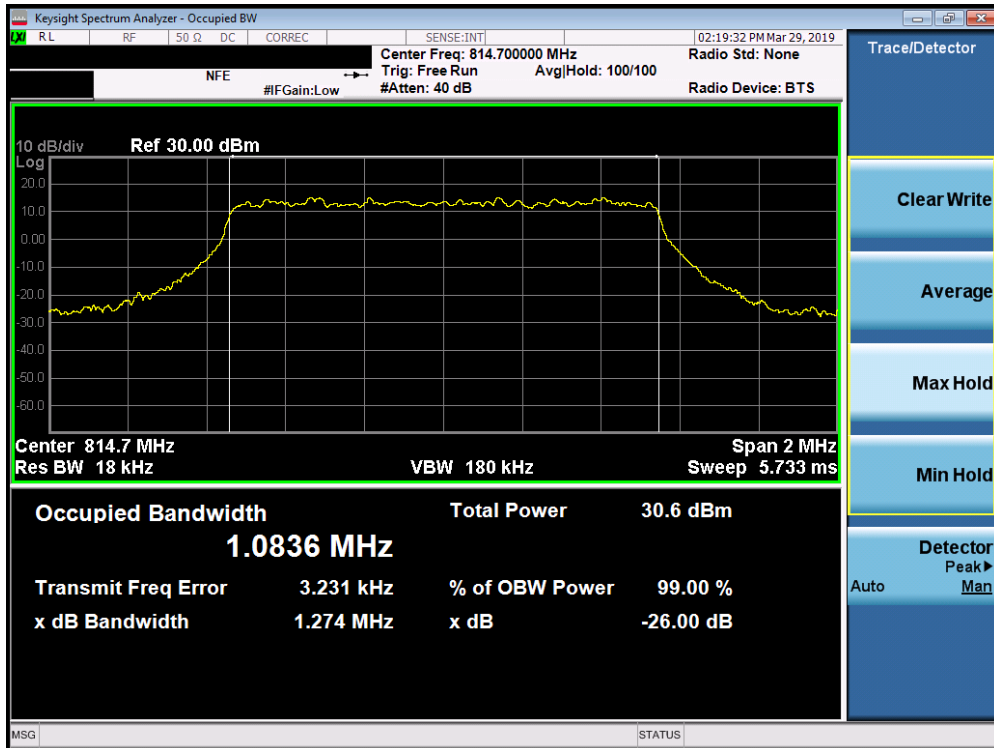 Keysight Spectrum Analyzer - Occupied BW
LXI RL RF 50 Ω DC CORREC SENSE:INT 02:19:32 PM Mar 29, 2019
Center Freq: 814.700000 MHz Radio Std: None
NFE Trig: Free Run Avg|Hold: 100/100
#IFGain:Low #Atten: 40 dB Radio Device: BTS
10 dB/div Ref 30.00 dBm
Log
20.0
10.0
0.00
-10.0
-20.0
-30.0
-40.0
-50.0
-60.0
Center 814.7 MHz Span 2 MHz
Res BW 18 kHz VBW 180 kHz Sweep 5.733 ms
Occupied Bandwidth Total Power 30.6 dBm
1.0836 MHz
Transmit Freq Error 3.231 kHz % of OBW Power 99.00 %
x dB Bandwidth 1.274 MHz x dB -26.00 dB
Trace/Detector
Clear Write
Average
Max Hold
Min Hold
Detector
Peak▶
Auto Man
MSG STATUS